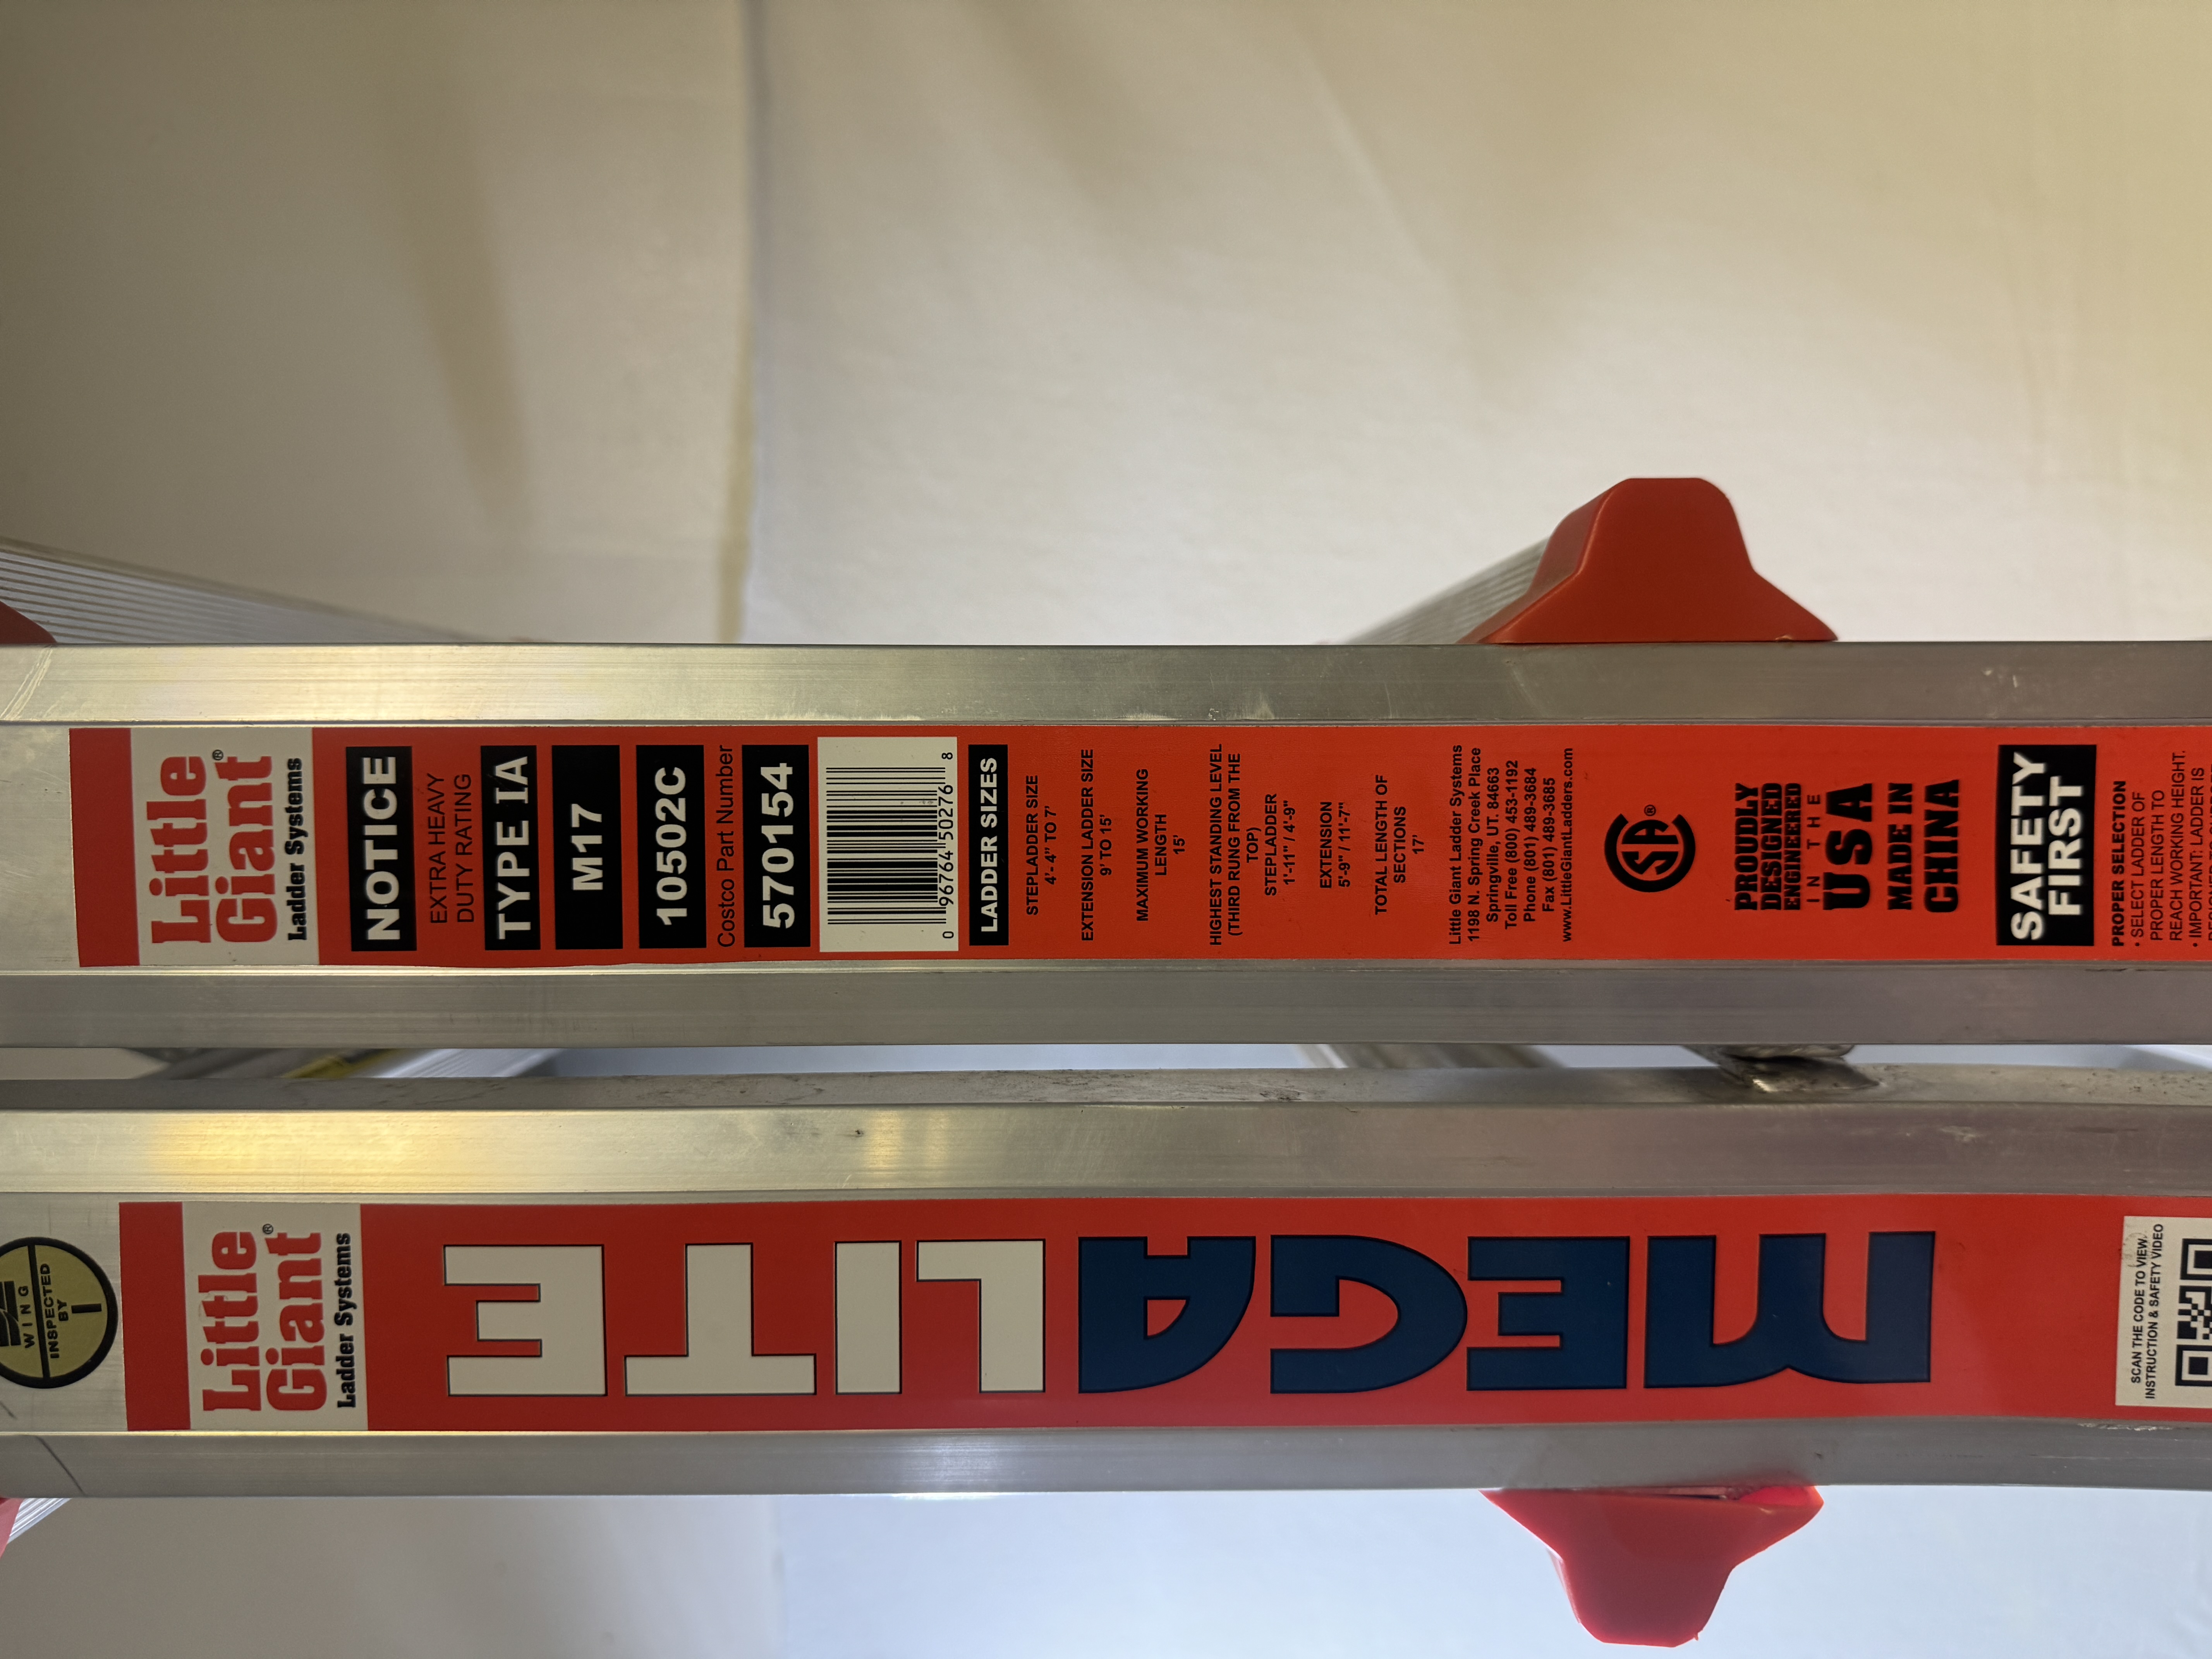 Little
Giant®
Ladder Systems
NOTICE
EXTRA HEAVY
DUTY RATING
TYPE IA
M17
10502C
Costco Part Number
570154
0 96764 50276 8
LADDER SIZES
STEPLADDER SIZE
4'- 4" TO 7'
EXTENSION LADDER SIZE
9' TO 15'
MAXIMUM WORKING
LENGTH
15'
HIGHEST STANDING LEVEL
(THIRD RUNG FROM THE
TOP)
STEPLADDER
1'-11" / 4'-9"
EXTENSION
5'-9" / 11'-7"
TOTAL LENGTH OF
SECTIONS
17'
Little Giant Ladder Systems
1198 N. Spring Creek Place
Springville, UT. 84663
Toll Free (800) 453-1192
Phone (801) 489-3684
Fax (801) 489-3685
www.LittleGiantLadders.com
SA®
PROUDLY
DESIGNED
ENGINEERED
IN THE
USA
MADE IN
CHINA
SAFETY
FIRST
PROPER SELECTION
• SELECT LADDER OF
PROPER LENGTH TO
REACH WORKING HEIGHT.
• IMPORTANT: LADDER IS
WING
INSPECTED
BY
Little
Giant®
Ladder Systems
MEGALITE
SCAN THE CODE TO VIEW
INSTRUCTION & SAFETY VIDEO